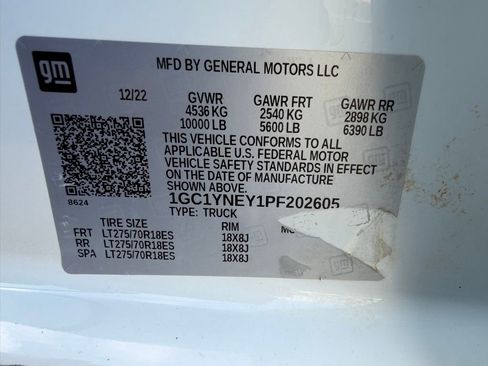 gm
MFD BY GENERAL MOTORS LLC
12/22 GVWR GAWR FRT GAWR RR
4536 KG 2540 KG 2898 KG
10000 LB 5600 LB 6390 LB
THIS VEHICLE CONFORMS TO ALL
APPLICABLE U.S. FEDERAL MOTOR
VEHICLE SAFETY STANDARDS IN EFFECT
ON THE DATE OF MANUFACTURE
SHOWN ABOVE.
8624
1GC1YNEY1PF202605
TYPE: TRUCK
TIRE SIZE RIM
FRT LT275/70R18ES 18X8J
RR LT275/70R18ES 18X8J
SPA LT275/70R18ES 18X8J